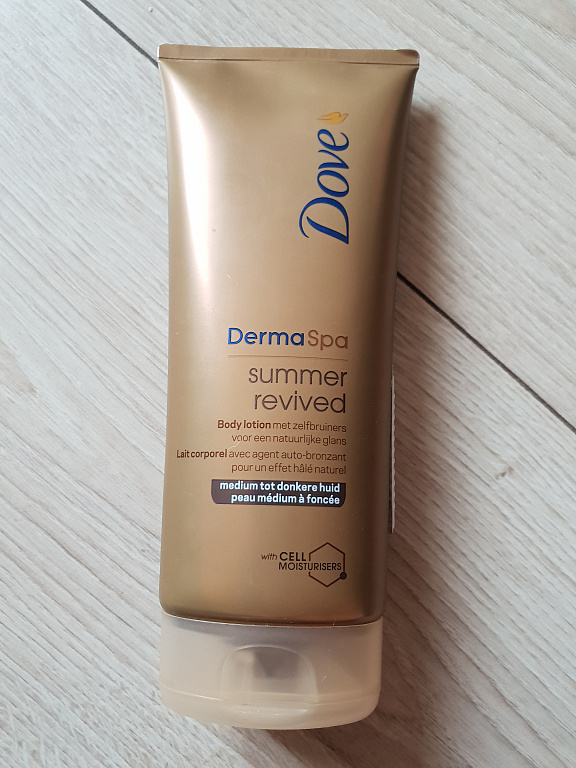 Dove
DermaSpa
summer
revived
Body lotion met zelfbruiners
voor een natuurlijke glans
Lait corporel avec agent auto-bronzant
pour un effet hâlé naturel
medium tot donkere huid
peau médium à foncée
with CELL
MOISTURISERS